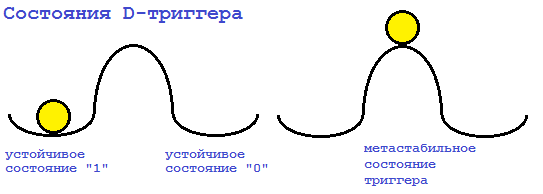 Состояния D-триггера
устойчивое
состояние "1"
устойчивое
состояние "0"
метастабильное
состояние
триггера